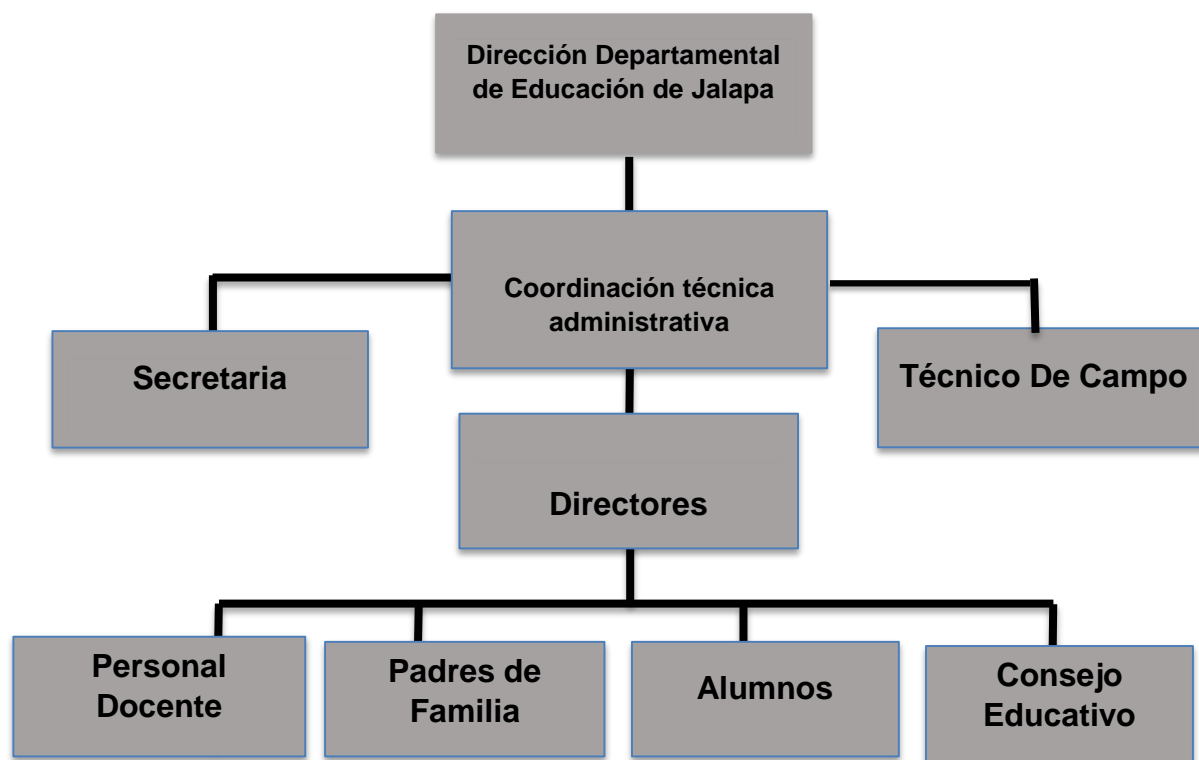 Dirección Departamental
de Educación de Jalapa
Coordinación técnica
administrativa
Secretaria
Técnico De Campo
Directores
Personal
Docente
Padres de
Familia
Alumnos
Consejo
Educativo